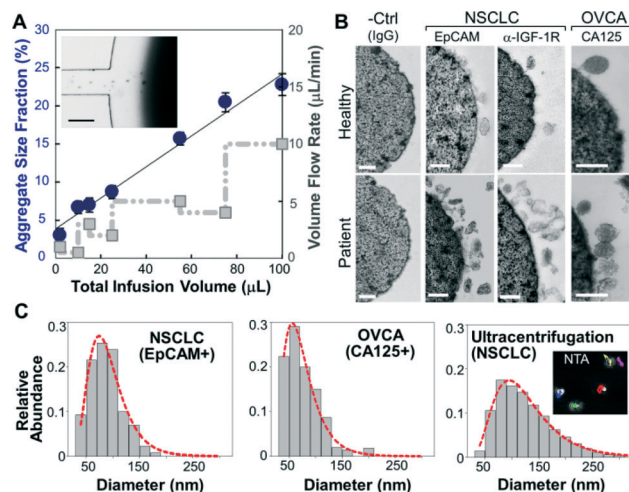 A
Aggregate Size Fraction (%)
30
25
20
15
10
5
0
20
15
10
5
0
Volume Flow Rate (μL/min)
0 20 40 60 80 100
Total Infusion Volume (μL)
B
-Ctrl
(IgG)
NSCLC
EpCAM
α-IGF-1R
OVCA
CA125
Healthy
Patient
C
Relative
Abundance
0.3
0.2
0.1
0
NSCLC
(EpCAM+)
50 150 250
Diameter (nm)
0.3
0.2
0.1
0
OVCA
(CA125+)
50 150 250
Diameter (nm)
0.3
0.2
0.1
0
Ultracentrifugation
(NSCLC)
NTA
50 150 250
Diameter (nm)